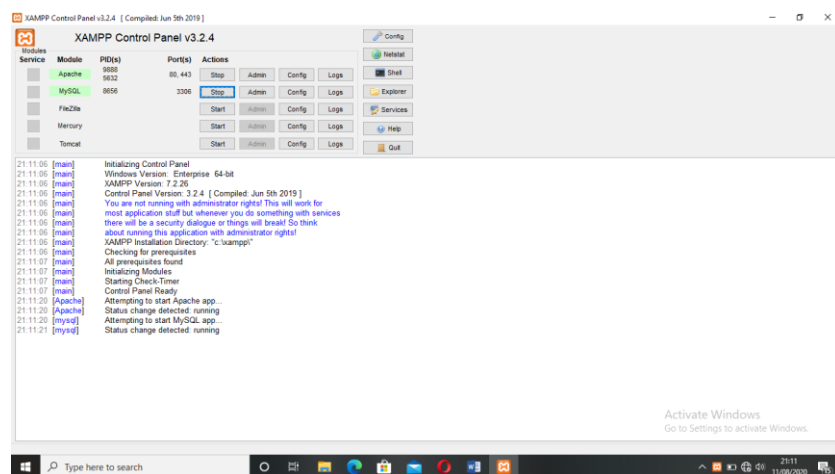 XAMPP Control Panel v3.2.4 [ Compiled: Jun 5th 2019 ]
XAMPP Control Panel v3.2.4
Config
Modules
Netstat
Service Module PID(s) Port(s) Actions
Apache 9688 5632 80, 443 Stop Admin Config Logs
Shell
MySQL 8656 3306 Stop Admin Config Logs
Explorer
FileZilla Start Admin Config Logs
Services
Mercury Start Admin Config Logs
Help
Tomcat Start Admin Config Logs
Quit
21:11:06 [main] Initializing Control Panel
21:11:06 [main] Windows Version: Enterprise 64-bit
21:11:06 [main] XAMPP Version: 7.2.26
21:11:06 [main] Control Panel Version: 3.2.4 [ Compiled: Jun 5th 2019 ]
21:11:06 [main] You are not running with administrator rights! This will work for
21:11:06 [main] most application stuff but whenever you do something with services
21:11:06 [main] there will be a security dialogue or things will break! So think
21:11:06 [main] about running this application with administrator rights!
21:11:06 [main] XAMPP Installation Directory: "c:\xampp\"
21:11:06 [main] Checking for prerequisites
21:11:07 [main] All prerequisites found
21:11:07 [main] Initializing Modules
21:11:07 [main] Starting Check-Timer
21:11:07 [main] Control Panel Ready
21:11:20 [Apache] Attempting to start Apache app...
21:11:20 [Apache] Status change detected: running
21:11:20 [mysql] Attempting to start MySQL app...
21:11:21 [mysql] Status change detected: running
Activate Windows
Go to Settings to activate Windows.
Type here to search
21:11
11/08/2020